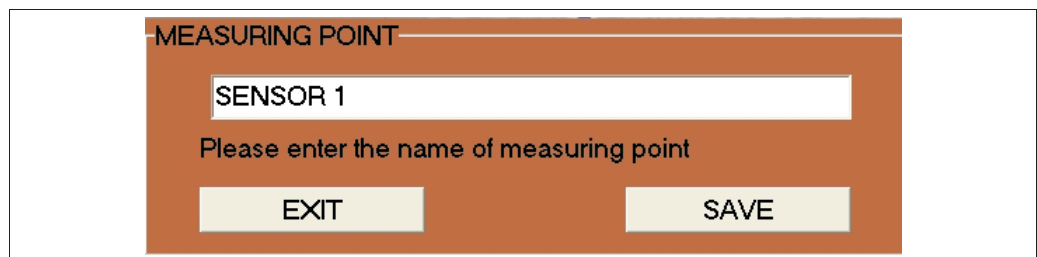 MEASURING POINT
SENSOR 1
Please enter the name of measuring point
EXIT
SAVE